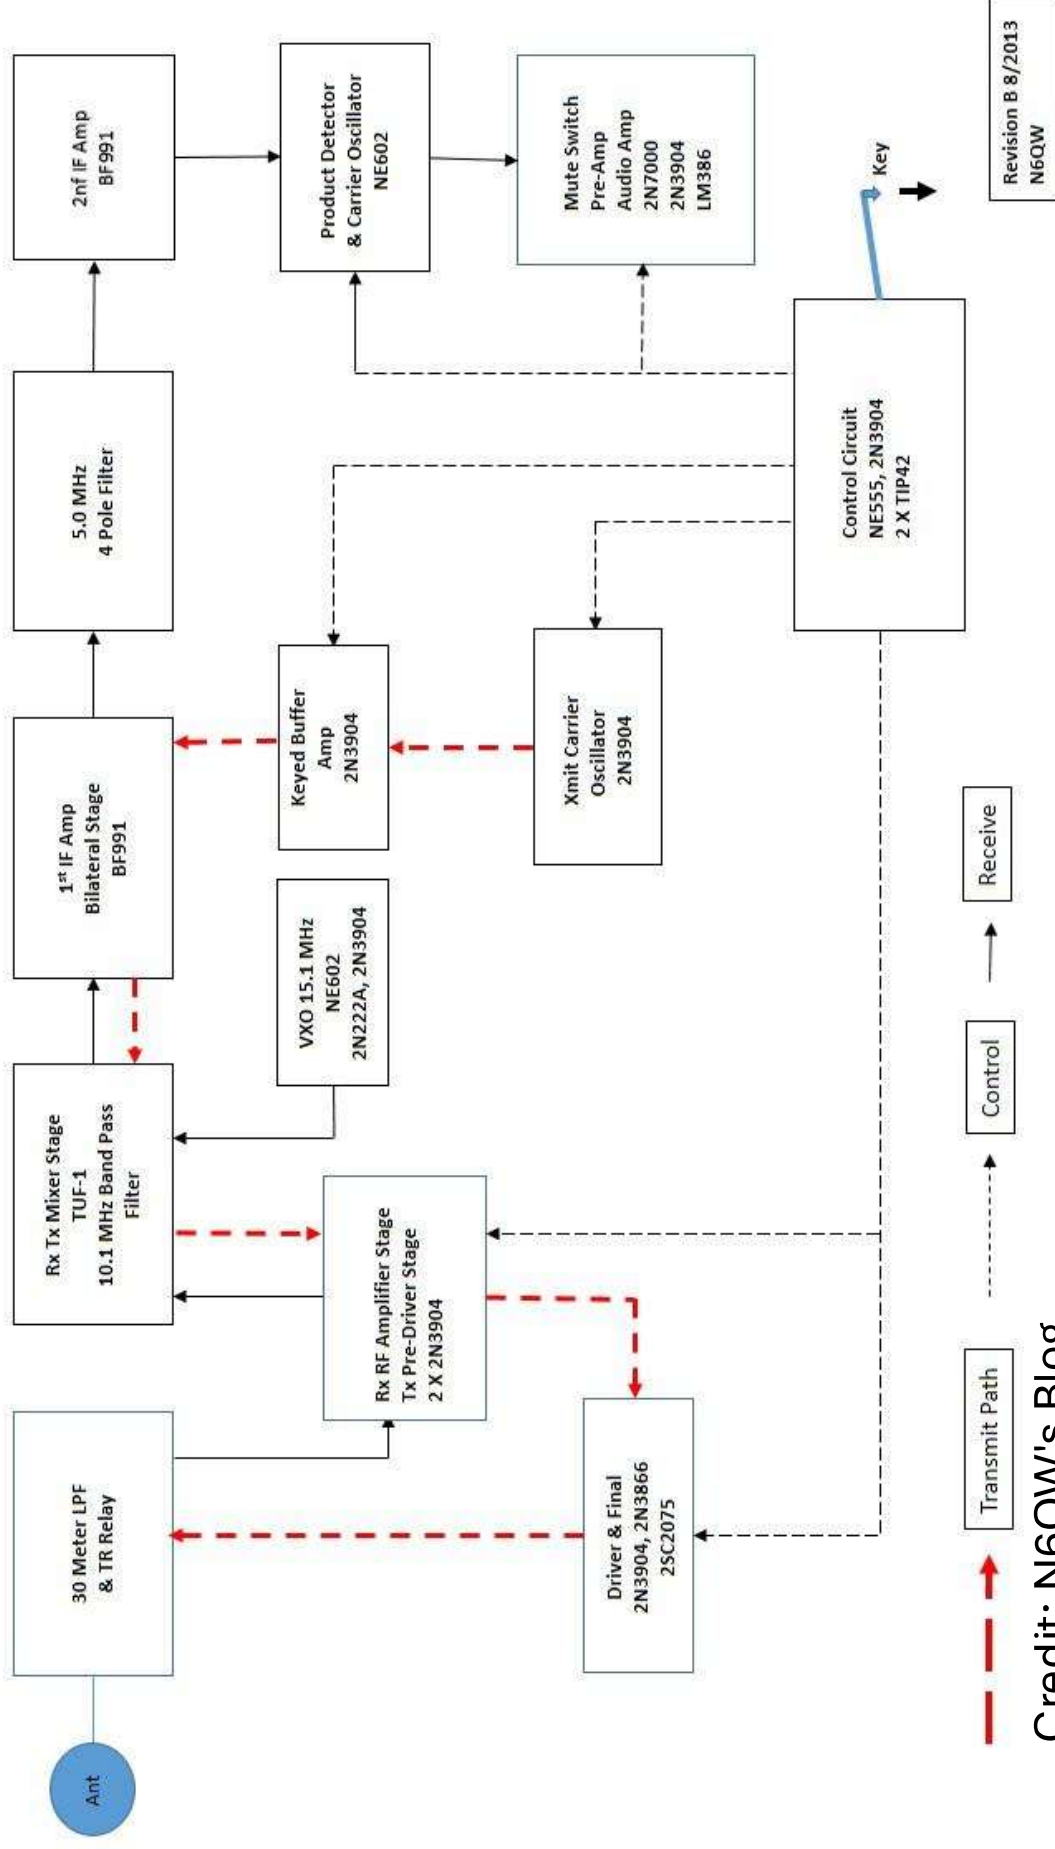 Ant
30 Meter LPF
& TR Relay
Rx Tx Mixer Stage
TUF-1
10.1 MHz Band Pass
Filter
1st IF Amp
Bilateral Stage
BF991
5.0 MHz
4 Pole Filter
2nf IF Amp
BF991
Rx RF Amplifier Stage
Tx Pre-Driver Stage
2 X 2N3904
VXO 15.1 MHz
NE602
2N222A, 2N3904
Keyed Buffer
Amp
2N3904
Product Detector
& Carrier Oscillator
NE602
Driver & Final
2N3904, 2N3866
2SC2075
Xmit Carrier
Oscillator
2N3904
Mute Switch
Pre-Amp
Audio Amp
2N7000
2N3904
LM386
Control Circuit
NE555, 2N3904
2 X TIP42
Key
Transmit Path
Control
Receive
Revision B 8/2013
N6QW
Credit: N6QW's Blog